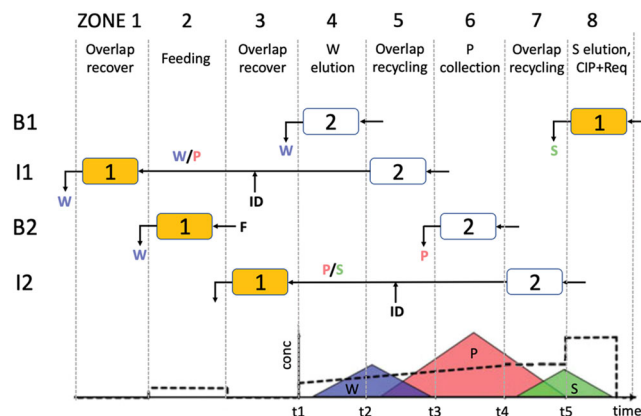 ZONE 1 2 3 4 5 6 7 8
Overlap recover
Feeding
Overlap recover
W elution
Overlap recycling
P collection
Overlap recycling
S elution, CIP+Req
B1
2
W
1
S
I1
1
W
W/P
ID
2
B2
1
W
F
2
P
I2
1
P/S
ID
2
conc
W
P
S
t1 t2 t3 t4 t5 time